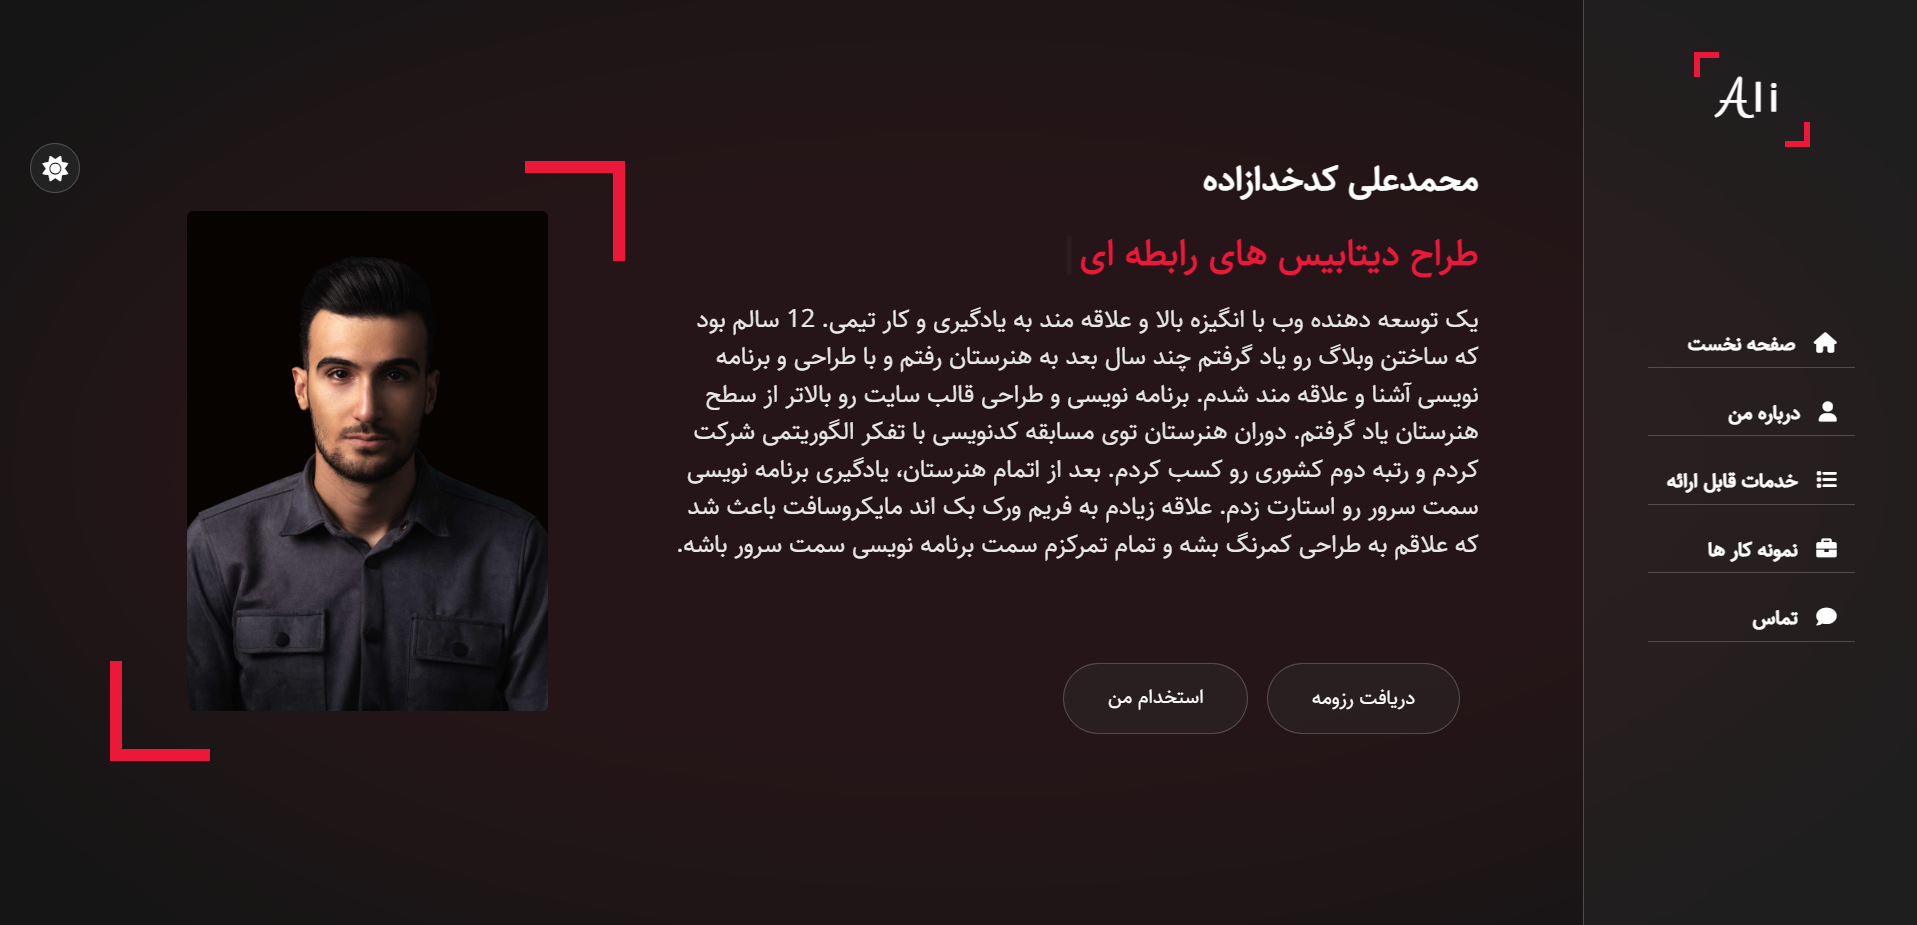 Ali
صفحه نخست
درباره من
خدمات قابل ارائه
نمونه کار ها
تماس
محمدعلی کدخدازاده
طراح دیتابیس های رابطه ای
یک توسعه دهنده وب با انگیزه بالا و علاقه مند به یادگیری و کار تیمی. 12 سالم بود
که ساختن وبلاگ رو یاد گرفتم چند سال بعد به هنرستان رفتم و با طراحی و برنامه
نویسی آشنا و علاقه مند شدم. برنامه نویسی و طراحی قالب سایت رو بالاتر از سطح
هنرستان یاد گرفتم. دوران هنرستان توی مسابقه کدنویسی با تفکر الگوریتمی شرکت
کردم و رتبه دوم کشوری رو کسب کردم. بعد از اتمام هنرستان، یادگیری برنامه نویسی
سمت سرور رو استارت زدم. علاقه زیادم به فریم ورک بک اند مایکروسافت باعث شد
که علاقم به طراحی کمرنگ بشه و تمام تمرکزم سمت برنامه نویسی سمت سرور باشه.
دریافت رزومه
استخدام من